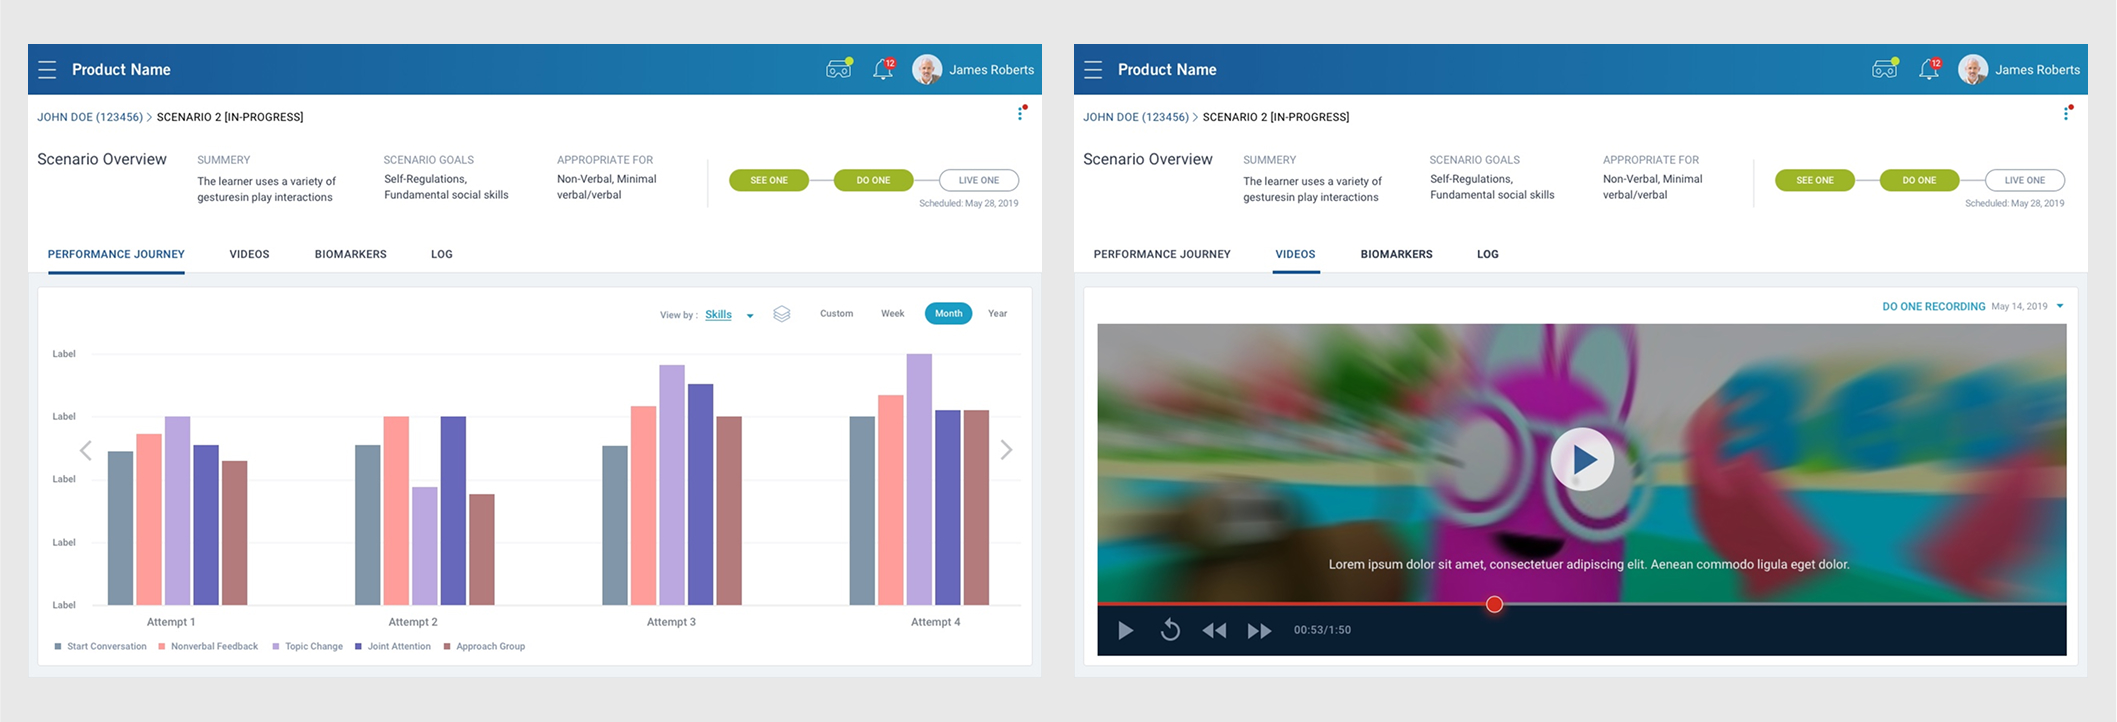 Product Name
12
James Roberts
JOHN DOE (123456) > SCENARIO 2 [IN-PROGRESS]
Scenario Overview
SUMMERY
The learner uses a variety of
gesturesin play interactions
SCENARIO GOALS
Self-Regulations,
Fundamental social skills
APPROPRIATE FOR
Non-Verbal, Minimal
verbal/verbal
SEE ONE
DO ONE
LIVE ONE
Scheduled: May 28, 2019
PERFORMANCE JOURNEY
VIDEOS
BIOMARKERS
LOG
View by : Skills
Custom
Week
Month
Year
Label
Label
Label
Label
Label
Attempt 1
Attempt 2
Attempt 3
Attempt 4
Start Conversation
Nonverbal Feedback
Topic Change
Joint Attention
Approach Group
Product Name
12
James Roberts
JOHN DOE (123456) > SCENARIO 2 [IN-PROGRESS]
Scenario Overview
SUMMERY
The learner uses a variety of
gesturesin play interactions
SCENARIO GOALS
Self-Regulations,
Fundamental social skills
APPROPRIATE FOR
Non-Verbal, Minimal
verbal/verbal
SEE ONE
DO ONE
LIVE ONE
Scheduled: May 28, 2019
PERFORMANCE JOURNEY
VIDEOS
BIOMARKERS
LOG
DO ONE RECORDING May 14, 2019
Lorem ipsum dolor sit amet, consectetuer adipiscing elit. Aenean commodo ligula eget dolor.
00:53/1:50